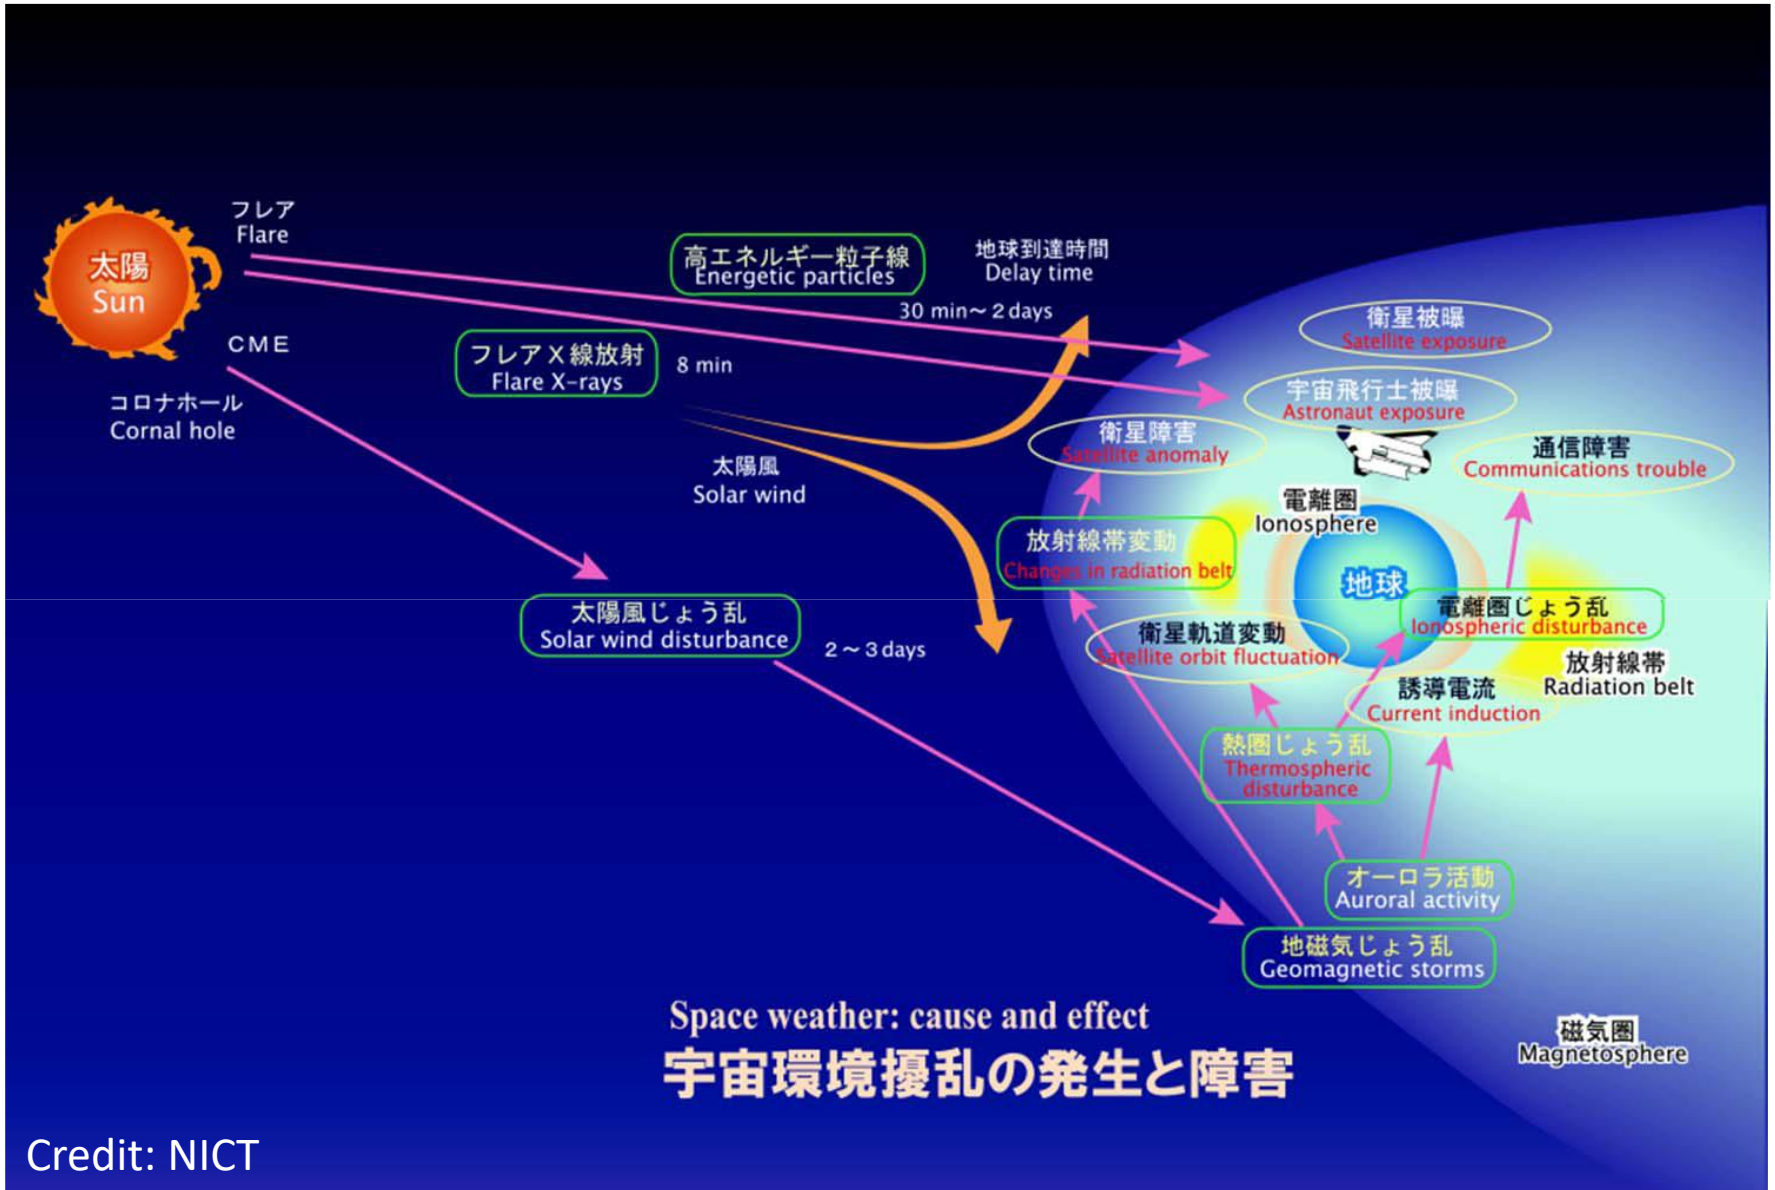 フレア
Flare
太陽
Sun
高エネルギー粒子線
Energetic particles
地球到達時間
Delay time
30 min～2 days
衛星被曝
Satellite exposure
CME
フレアX線放射
Flare X-rays
8 min
宇宙飛行士被曝
Astronaut exposure
コロナホール
Cornal hole
衛星障害
Satellite anomaly
通信障害
Communications trouble
太陽風
Solar wind
電離圏
Ionosphere
放射線帯変動
Changes in radiation belt
地球
太陽風じょう乱
Solar wind disturbance
2～3 days
電離圏じょう乱
Ionospheric disturbance
衛星軌道変動
Satellite orbit fluctuation
放射線帯
Radiation belt
誘導電流
Current induction
熱圏じょう乱
Thermospheric
disturbance
オーロラ活動
Auroral activity
地磁気じょう乱
Geomagnetic storms
Space weather: cause and effect
宇宙環境擾乱の発生と障害
磁気圏
Magnetosphere
Credit: NICT